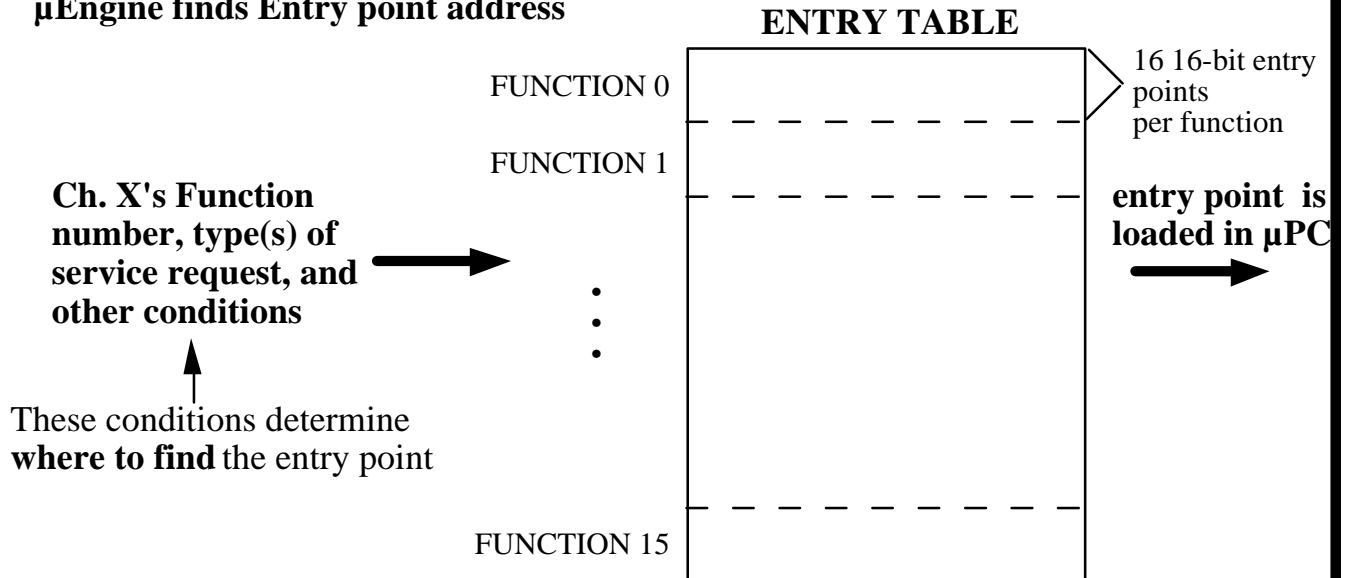 µEngine finds Entry point address
ENTRY TABLE
FUNCTION 0
16 16-bit entry
points
per function
FUNCTION 1
Ch. X's Function
number, type(s) of
service request, and
other conditions
entry point is
loaded in µPC
These conditions determine
where to find the entry point
FUNCTION 15